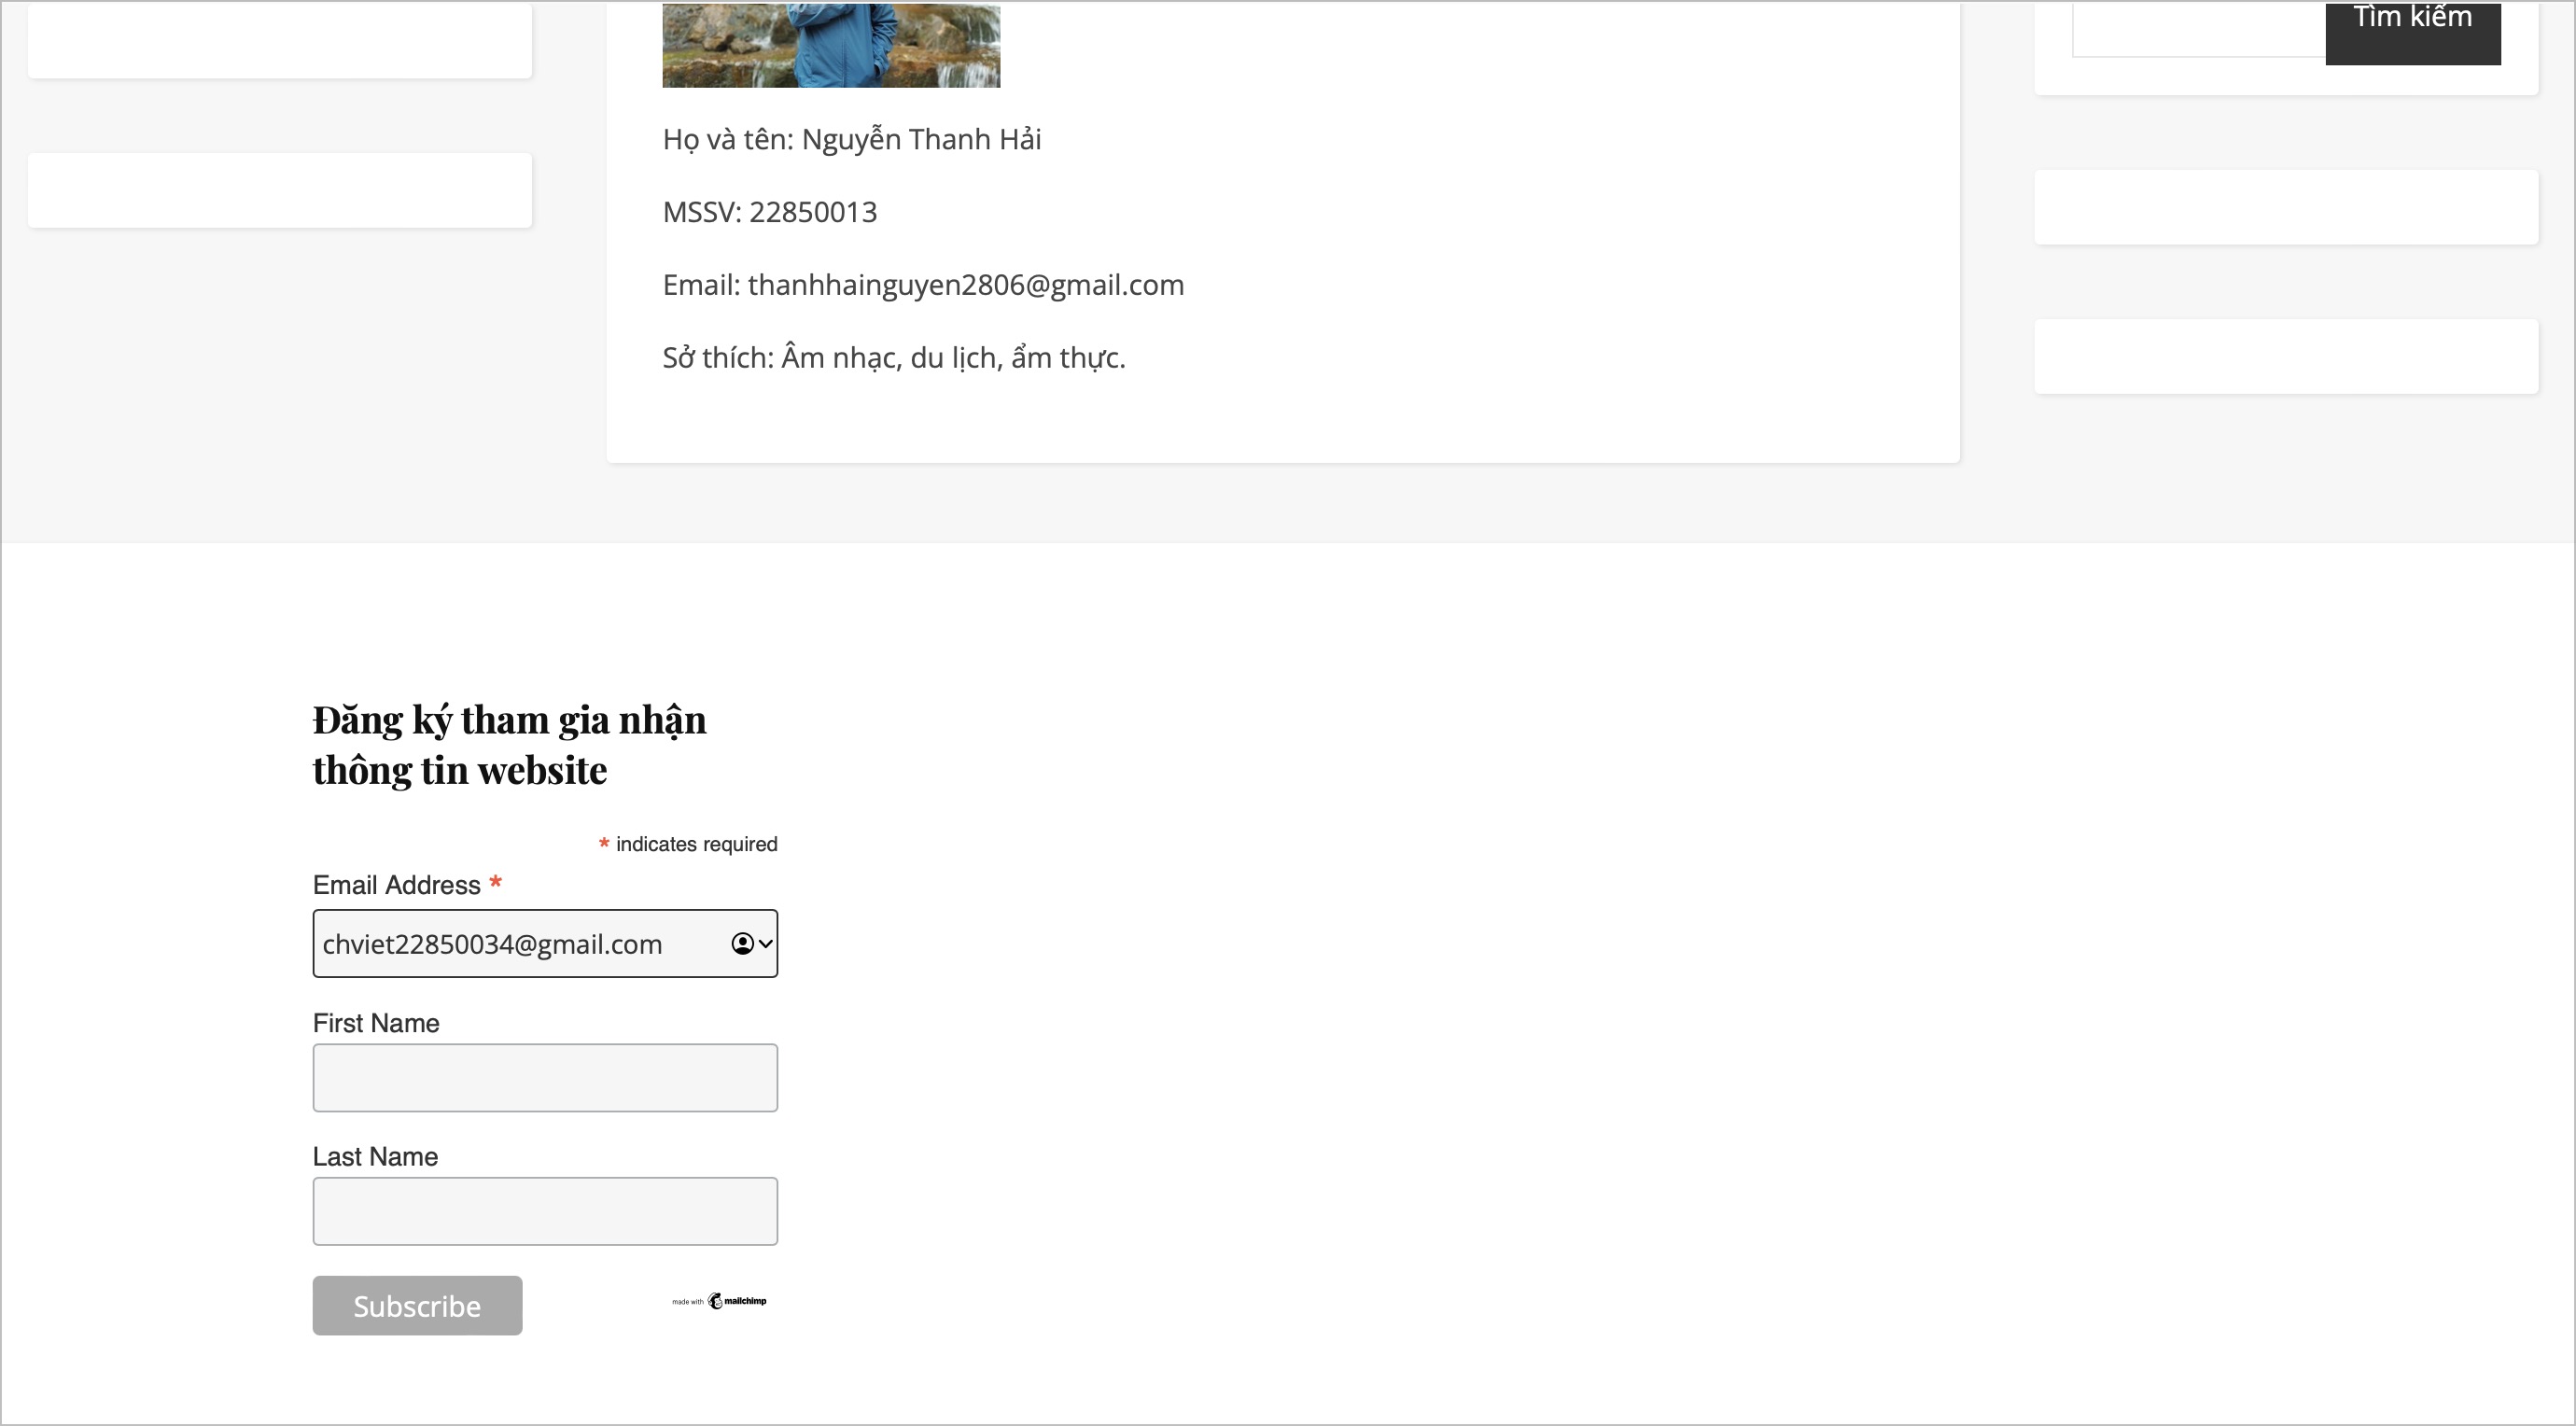 Tìm kiếm
Họ và tên: Nguyễn Thanh Hải
MSSV: 22850013
Email: thanhhainguyen2806@gmail.com
Sở thích: Âm nhạc, du lịch, ẩm thực.
Đăng ký tham gia nhận
thông tin website
* indicates required
Email Address *
chviet22850034@gmail.com
First Name
Last Name
Subscribe
made with mailchimp